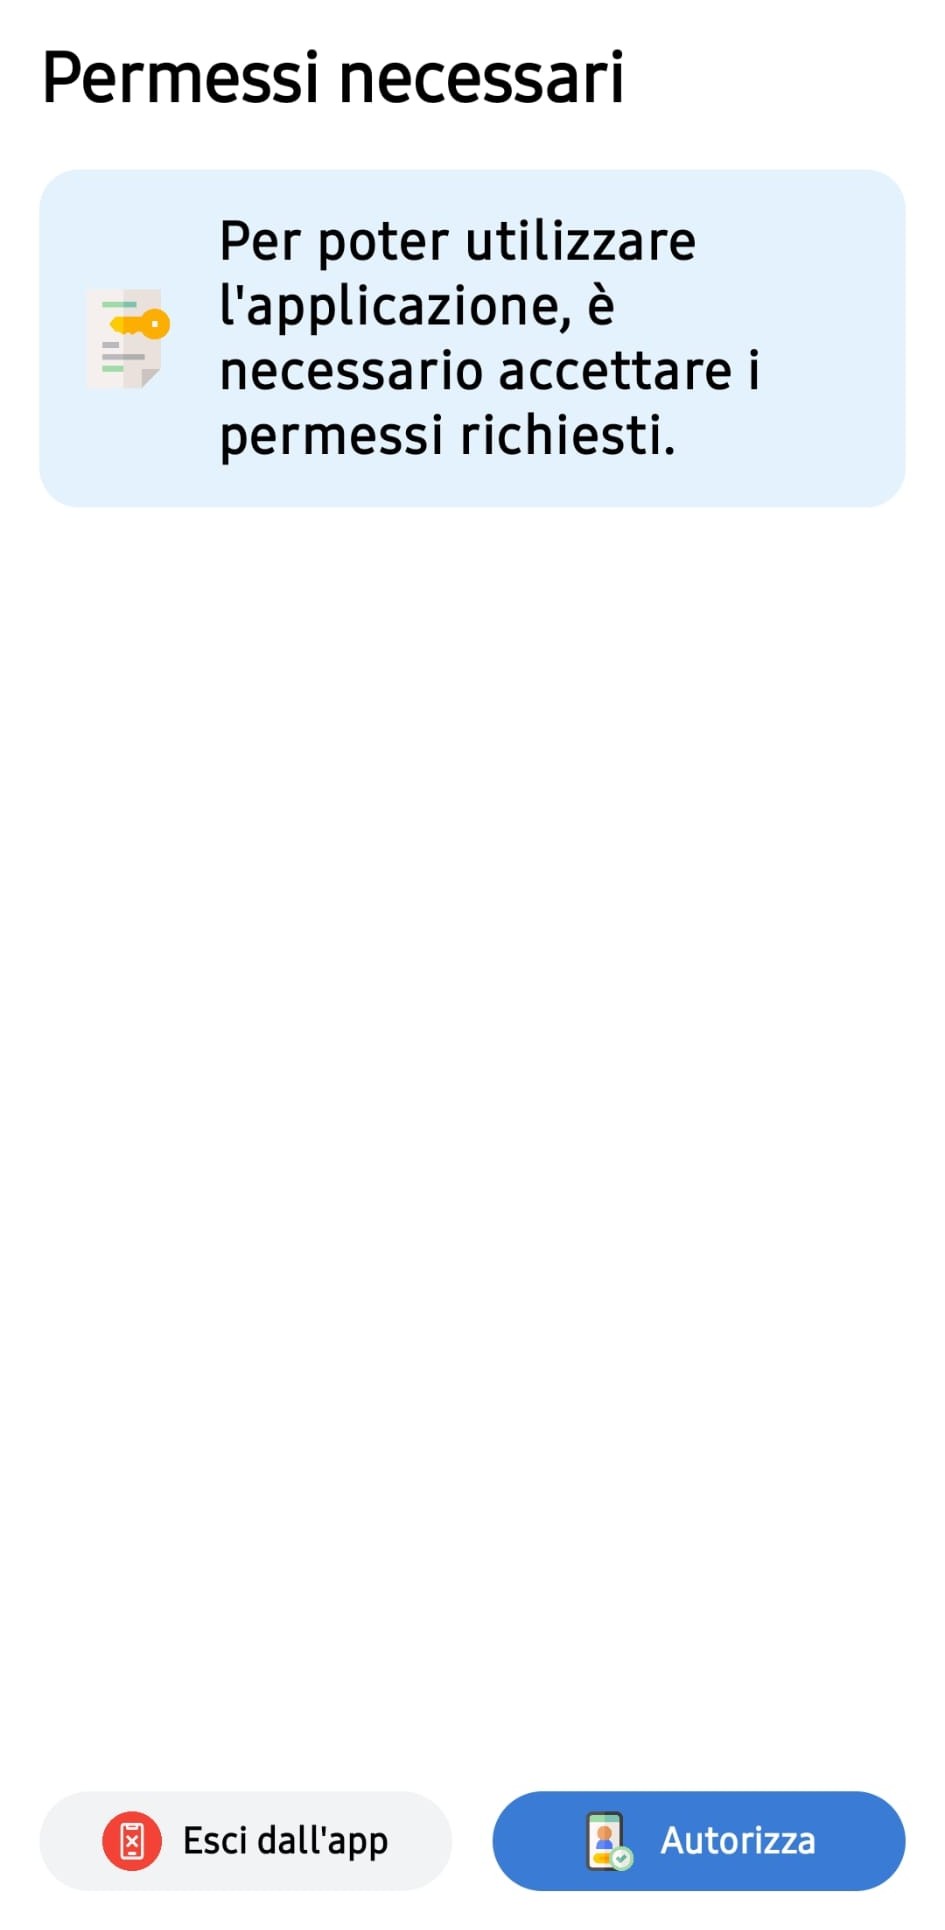 Permessi necessari
Per poter utilizzare
l'applicazione, è
necessario accettare i
permessi richiesti.
Esci dall'app
Autorizza